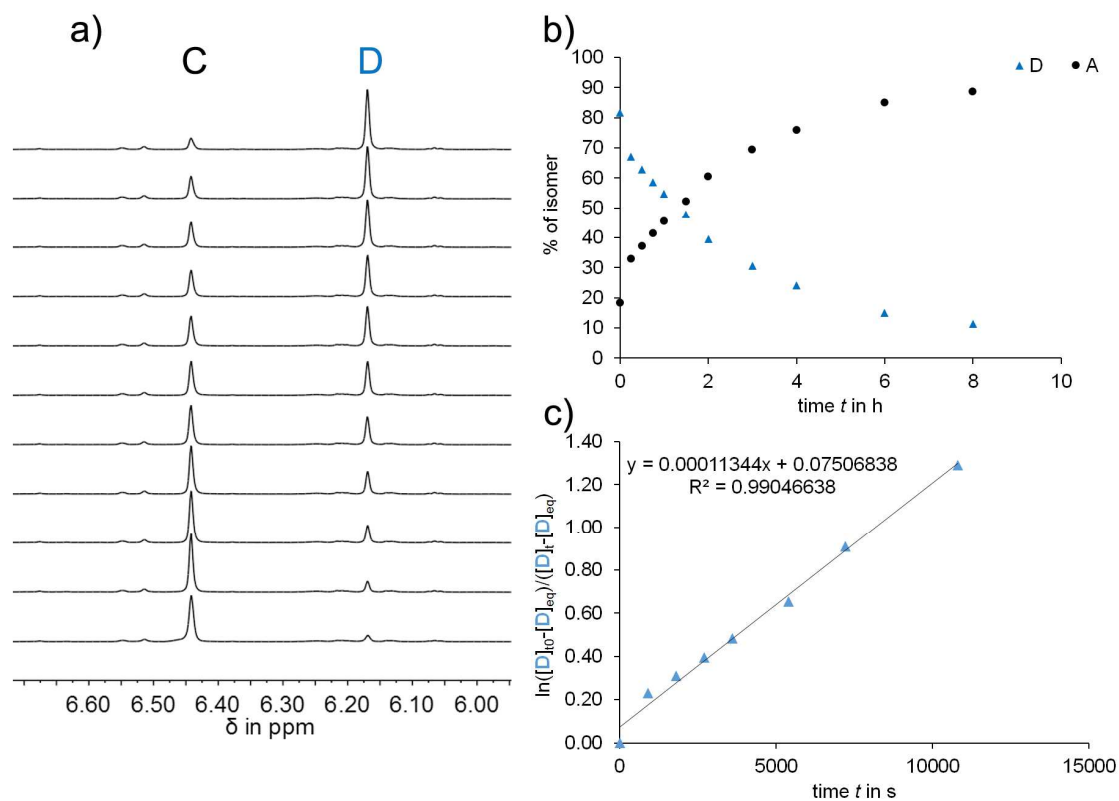 a)
C
D
6.60 6.50 6.40 6.30 6.20 6.10 6.00
δ in ppm
b)
D
A
100
90
80
70
60
50
40
30
20
10
0
% of isomer
0 2 4 6 8 10
time t in h
c)
1.40
1.20
1.00
0.80
0.60
0.40
0.20
0.00
ln([D]t0-[D]eq)/([D]t-[D]eq)
y = 0.00011344x + 0.07506838
R² = 0.99046638
0 5000 10000 15000
time t in s